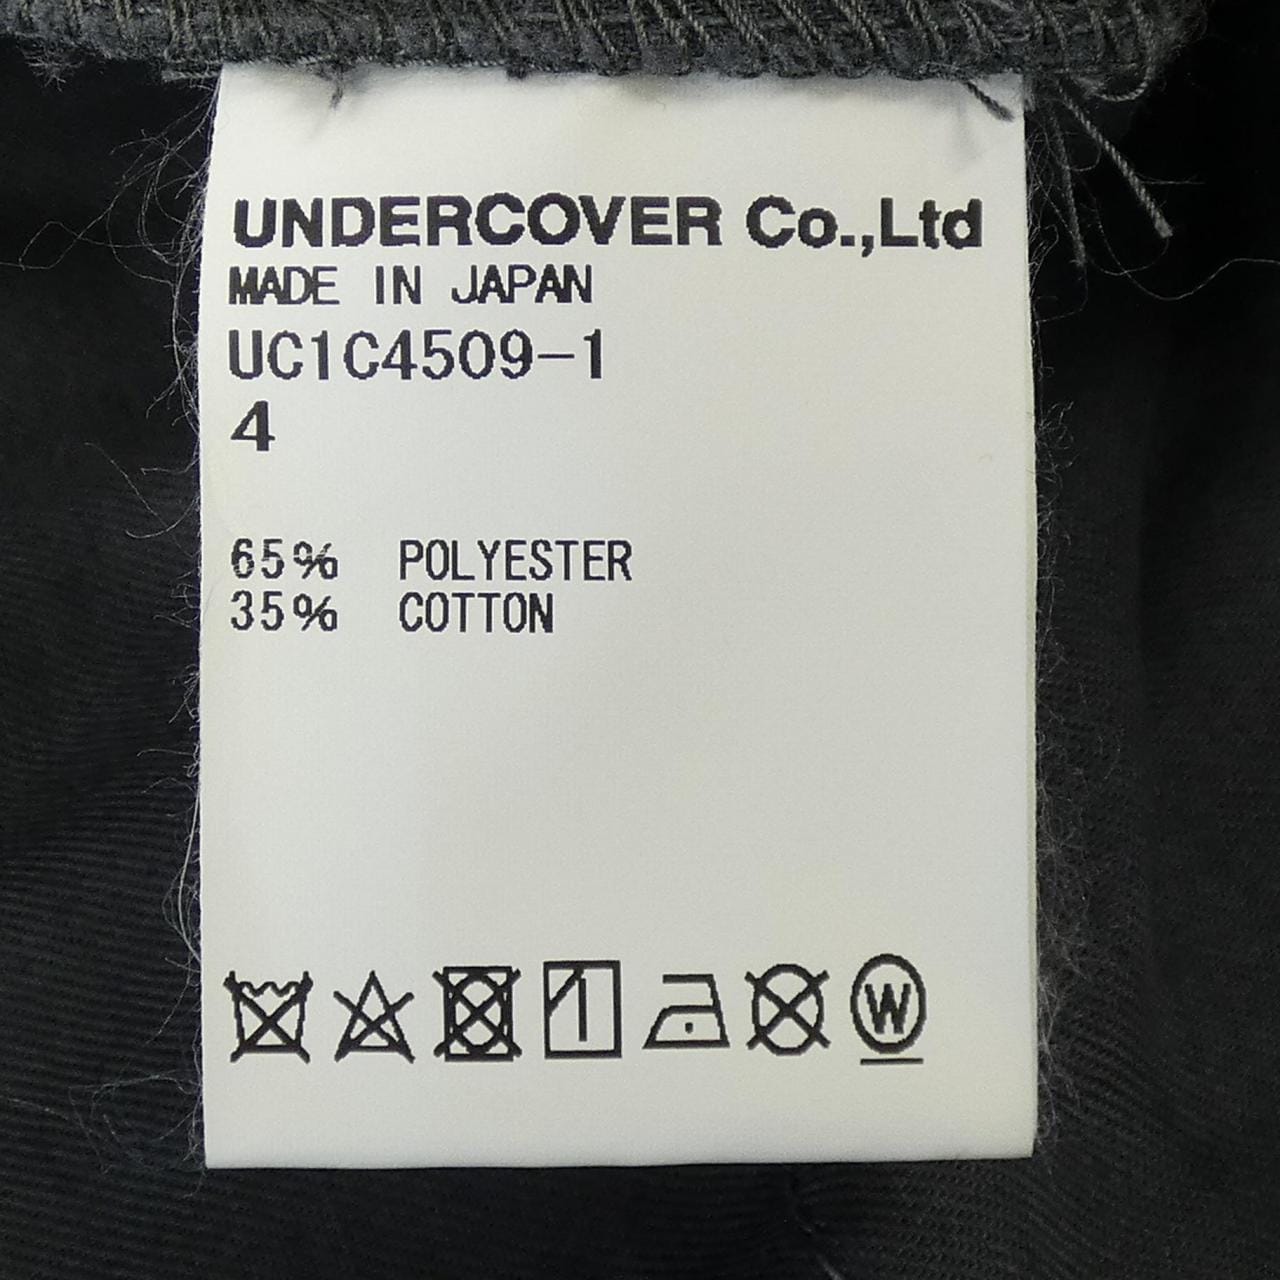 UNDERCOVER Co.,Ltd
MADE IN JAPAN
UC1C4509-1
4
65% POLYESTER
35% COTTON
W